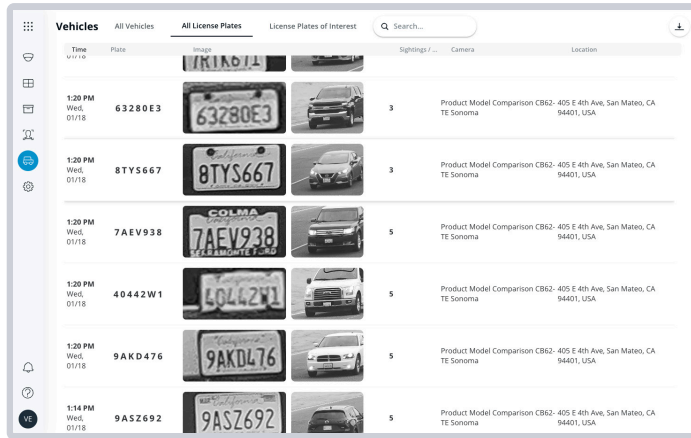 Vehicles All Vehicles All License Plates License Plates of Interest Search...
Time Plate Image Sightings / ... Camera Location
01/18 7R1K671
1:20 PM
Wed, 63280E3 63280E3 3 Product Model Comparison CB62- 405 E 4th Ave, San Mateo, CA
01/18 TE Sonoma 94401, USA
1:20 PM California
Wed, 8TYS667 8TYS667 3 Product Model Comparison CB62- 405 E 4th Ave, San Mateo, CA
01/18 TE Sonoma 94401, USA
1:20 PM COLMA
Wed, 7AEV938 7AEV938 5 Product Model Comparison CB62- 405 E 4th Ave, San Mateo, CA
01/18 SERRAMONTE FORD TE Sonoma 94401, USA
1:20 PM
Wed, 40442W1 40442W1 5 Product Model Comparison CB62- 405 E 4th Ave, San Mateo, CA
01/18 TE Sonoma 94401, USA
1:20 PM California
Wed, 9AKD476 9AKD476 5 Product Model Comparison CB62- 405 E 4th Ave, San Mateo, CA
01/18 TE Sonoma 94401, USA
1:14 PM California
Wed, 9ASZ692 9ASZ692 5 Product Model Comparison CB62- 405 E 4th Ave, San Mateo, CA
01/18 TE Sonoma 94401, USA
VE